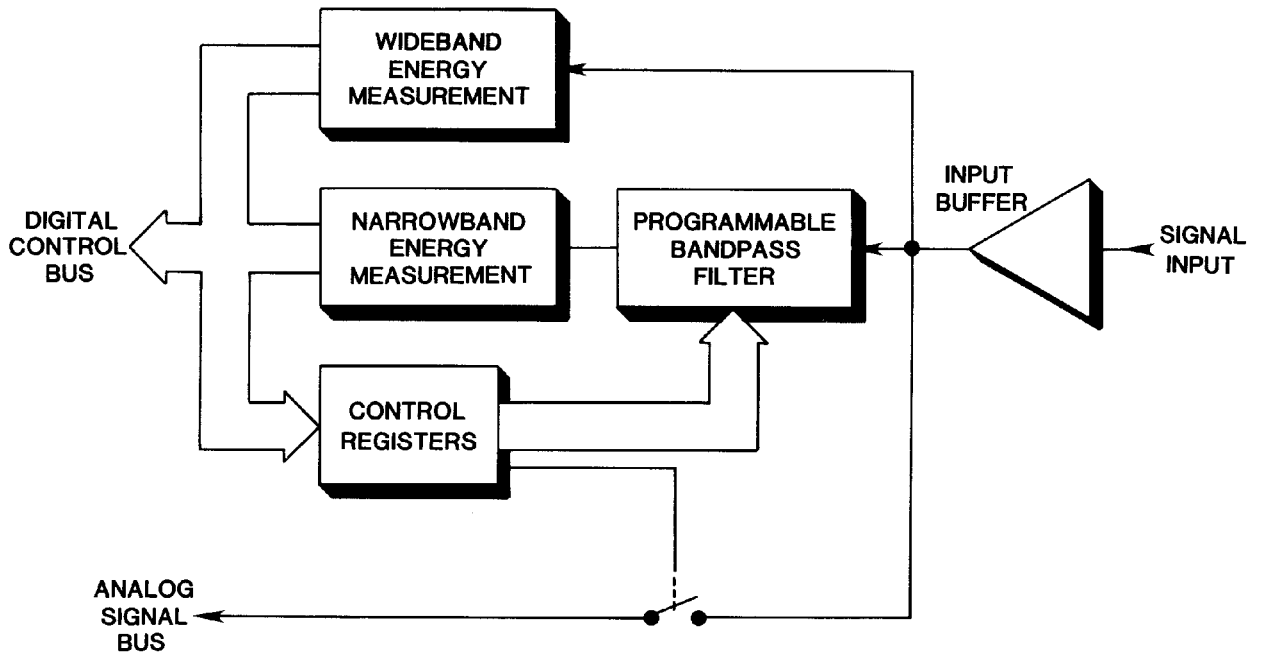 WIDEBAND
ENERGY
MEASUREMENT
INPUT
BUFFER
DIGITAL
CONTROL
BUS
NARROWBAND
ENERGY
MEASUREMENT
PROGRAMMABLE
BANDPASS
FILTER
SIGNAL
INPUT
CONTROL
REGISTERS
ANALOG
SIGNAL
BUS